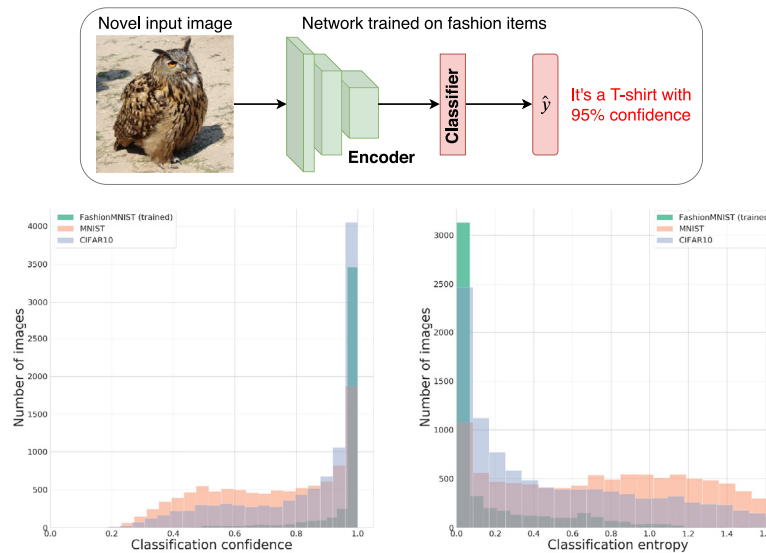 Novel input image
Network trained on fashion items
Encoder
Classifier
ŷ
It's a T-shirt with
95% confidence
FashionMNIST (trained)
MNIST
CIFAR10
Number of images
4000
3500
3000
2500
2000
1500
1000
500
0
0.0 0.2 0.4 0.6 0.8 1.0
Classification confidence
FashionMNIST (traine
MNIST
CIFAR10
Number of images
3000
2500
2000
1500
1000
500
0
0.0 0.2 0.4 0.6 0.8 1.0 1.2 1.4 1.6
Classification entropy